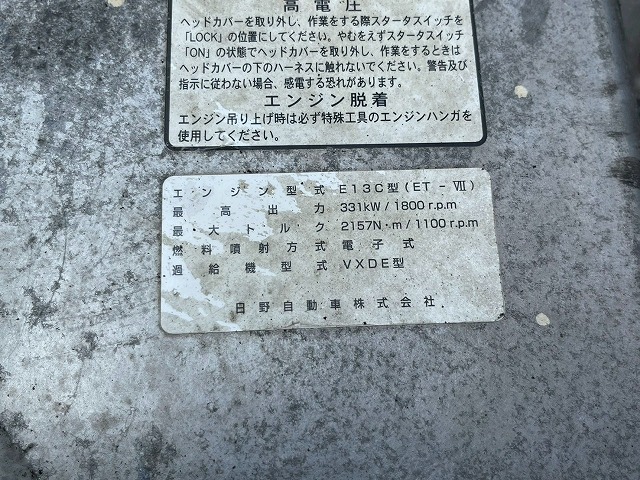 高電圧
ヘッドカバーを取り外し、作業をする際スタータスイッチを
「LOCK」の位置にしてください。やむをえずスタータスイッチ
「ON」の状態でヘッドカバーを取り外し、作業をするときは
ヘッドカバーの下のハーネスに触れないでください。警告及び
指示に従わない場合、感電する恐れがあります。
エンジン脱着
エンジン吊り上げ時は必ず特殊工具のエンジンハンガを
使用してください。
エンジン型式 E13C型(ET-Ⅶ)
最高出力 331kW/1800r.p.m
最大トルク 2157N・m/1100r.p.m
燃料噴射方式 電子式
過給機型式 VXDE型
日野自動車株式会社